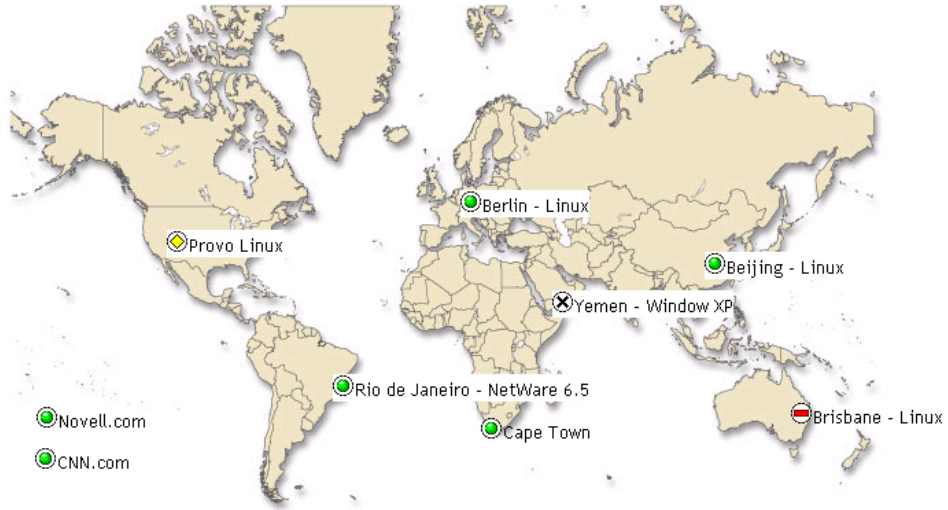 Berlin - Linux
Provo Linux
Beijing - Linux
Yemen - Window XP
Rio de Janeiro - NetWare 6.5
Novell.com
Brisbane - Linux
Cape Town
CNN.com